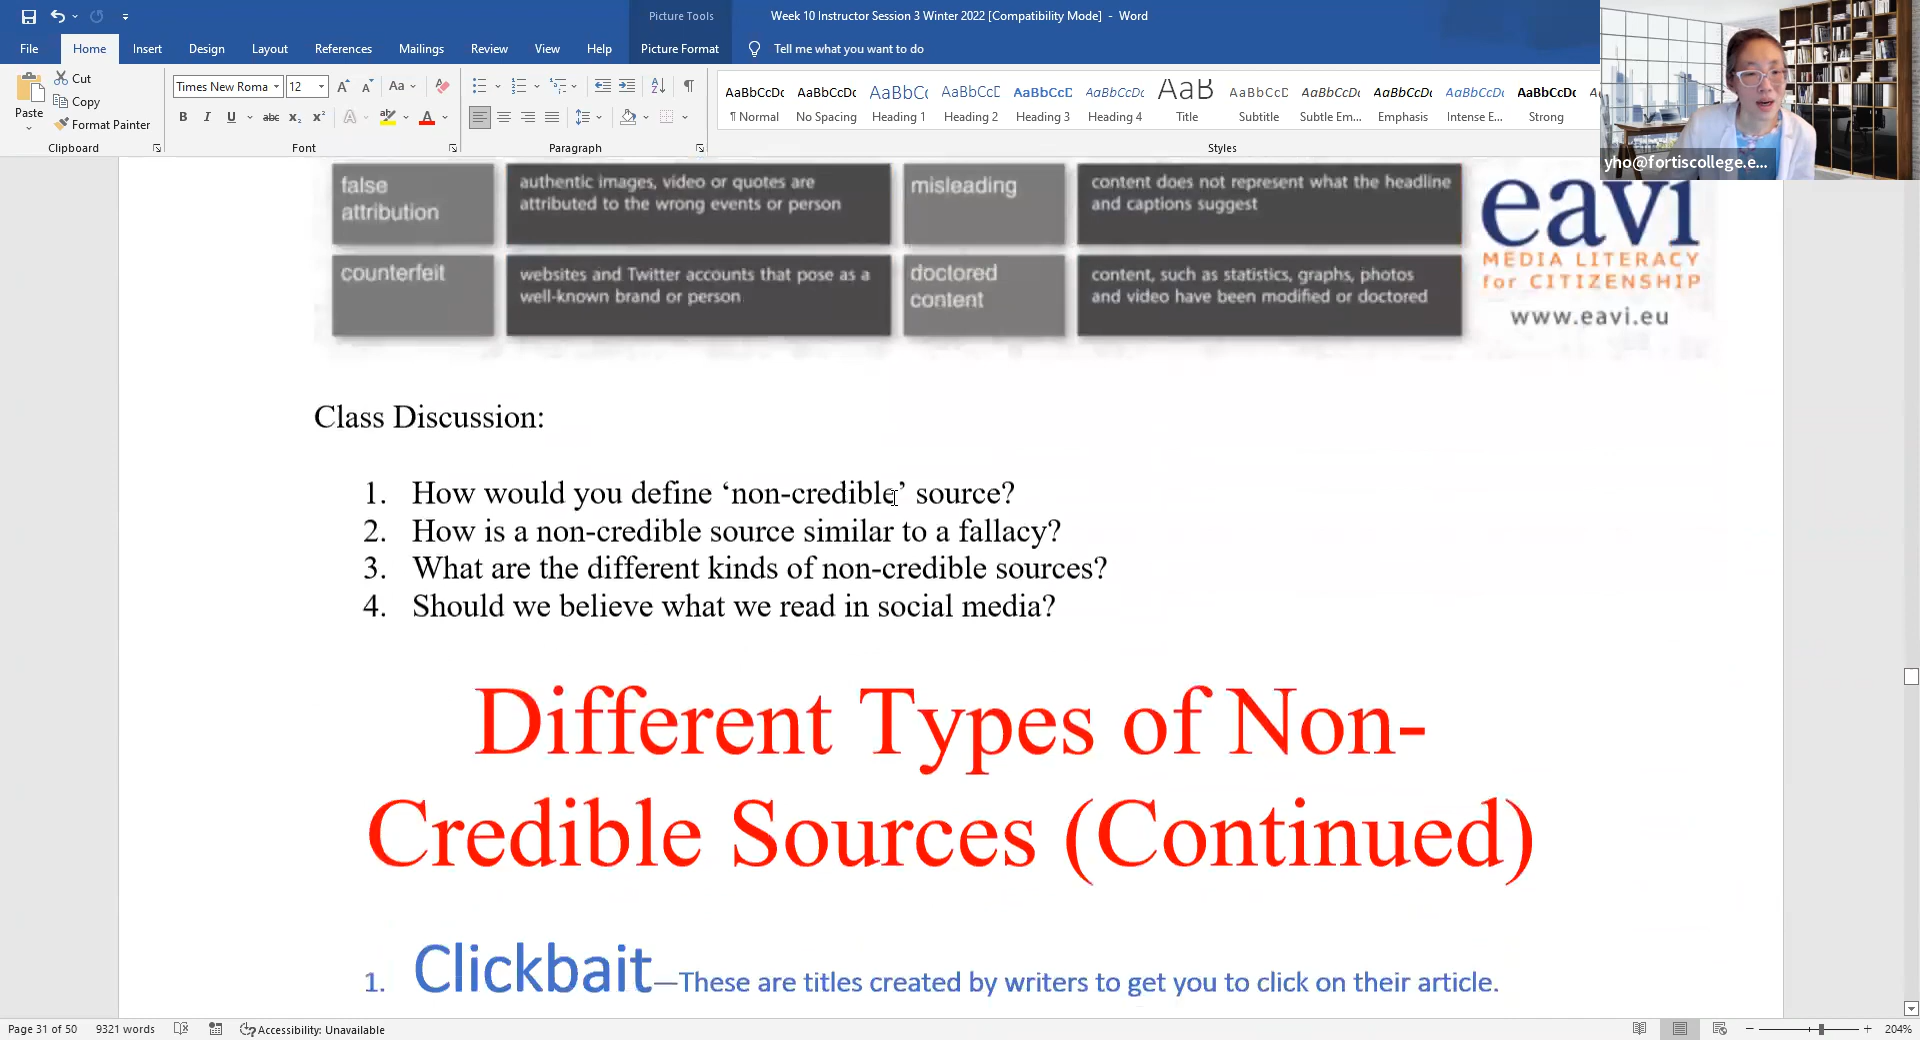 Picture Tools
Week 10 Instructor Session 3 Winter 2022 [Compatibility Mode] - Word
File Home Insert Design Layout References Mailings Review View Help Picture Format Tell me what you want to do
Cut
Copy
Paste
Format Painter
Times New Roma 12
AaBbCcDc AaBbCcDc AaBbC( AaBbCcD AaBbCcD AaBbCcDc AaB AaBbCcD AaBbCcDc AaBbCcDc AaBbCcDc AaBbCcDc
¶ Normal No Spacing Heading 1 Heading 2 Heading 3 Heading 4 Title Subtitle Subtle Em... Emphasis Intense E... Strong
Clipboard Font Paragraph Styles
yho@fortiscollege.e...
false
attribution
authentic images, video or quotes are
attributed to the wrong events or person
misleading
content does not represent what the headline
and captions suggest
counterfeit
websites and Twitter accounts that pose as a
well-known brand or person
doctored
content
content, such as statistics, graphs, photos
and video have been modified or doctored
eavi
MEDIA LITERACY
for CITIZENSHIP
www.eavi.eu
Class Discussion:
1. How would you define ‘non-credible’ source?
2. How is a non-credible source similar to a fallacy?
3. What are the different kinds of non-credible sources?
4. Should we believe what we read in social media?
Different Types of Non-
Credible Sources (Continued)
1. Clickbait—These are titles created by writers to get you to click on their article.
Page 31 of 50 9321 words Accessibility: Unavailable 204%